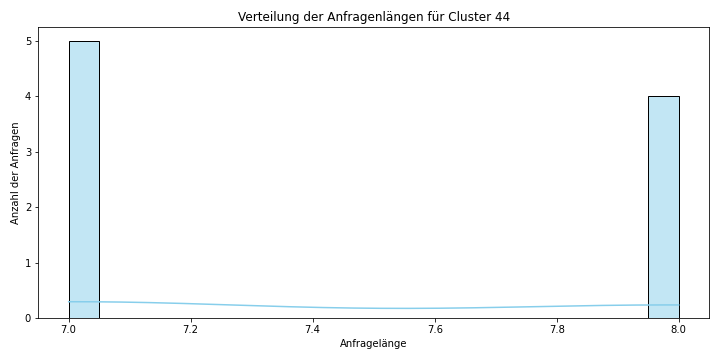 Verteilung der Anfragenlängen für Cluster 44
Anzahl der Anfragen
5
4
3
2
1
0
7.0 7.2 7.4 7.6 7.8 8.0
Anfragelänge